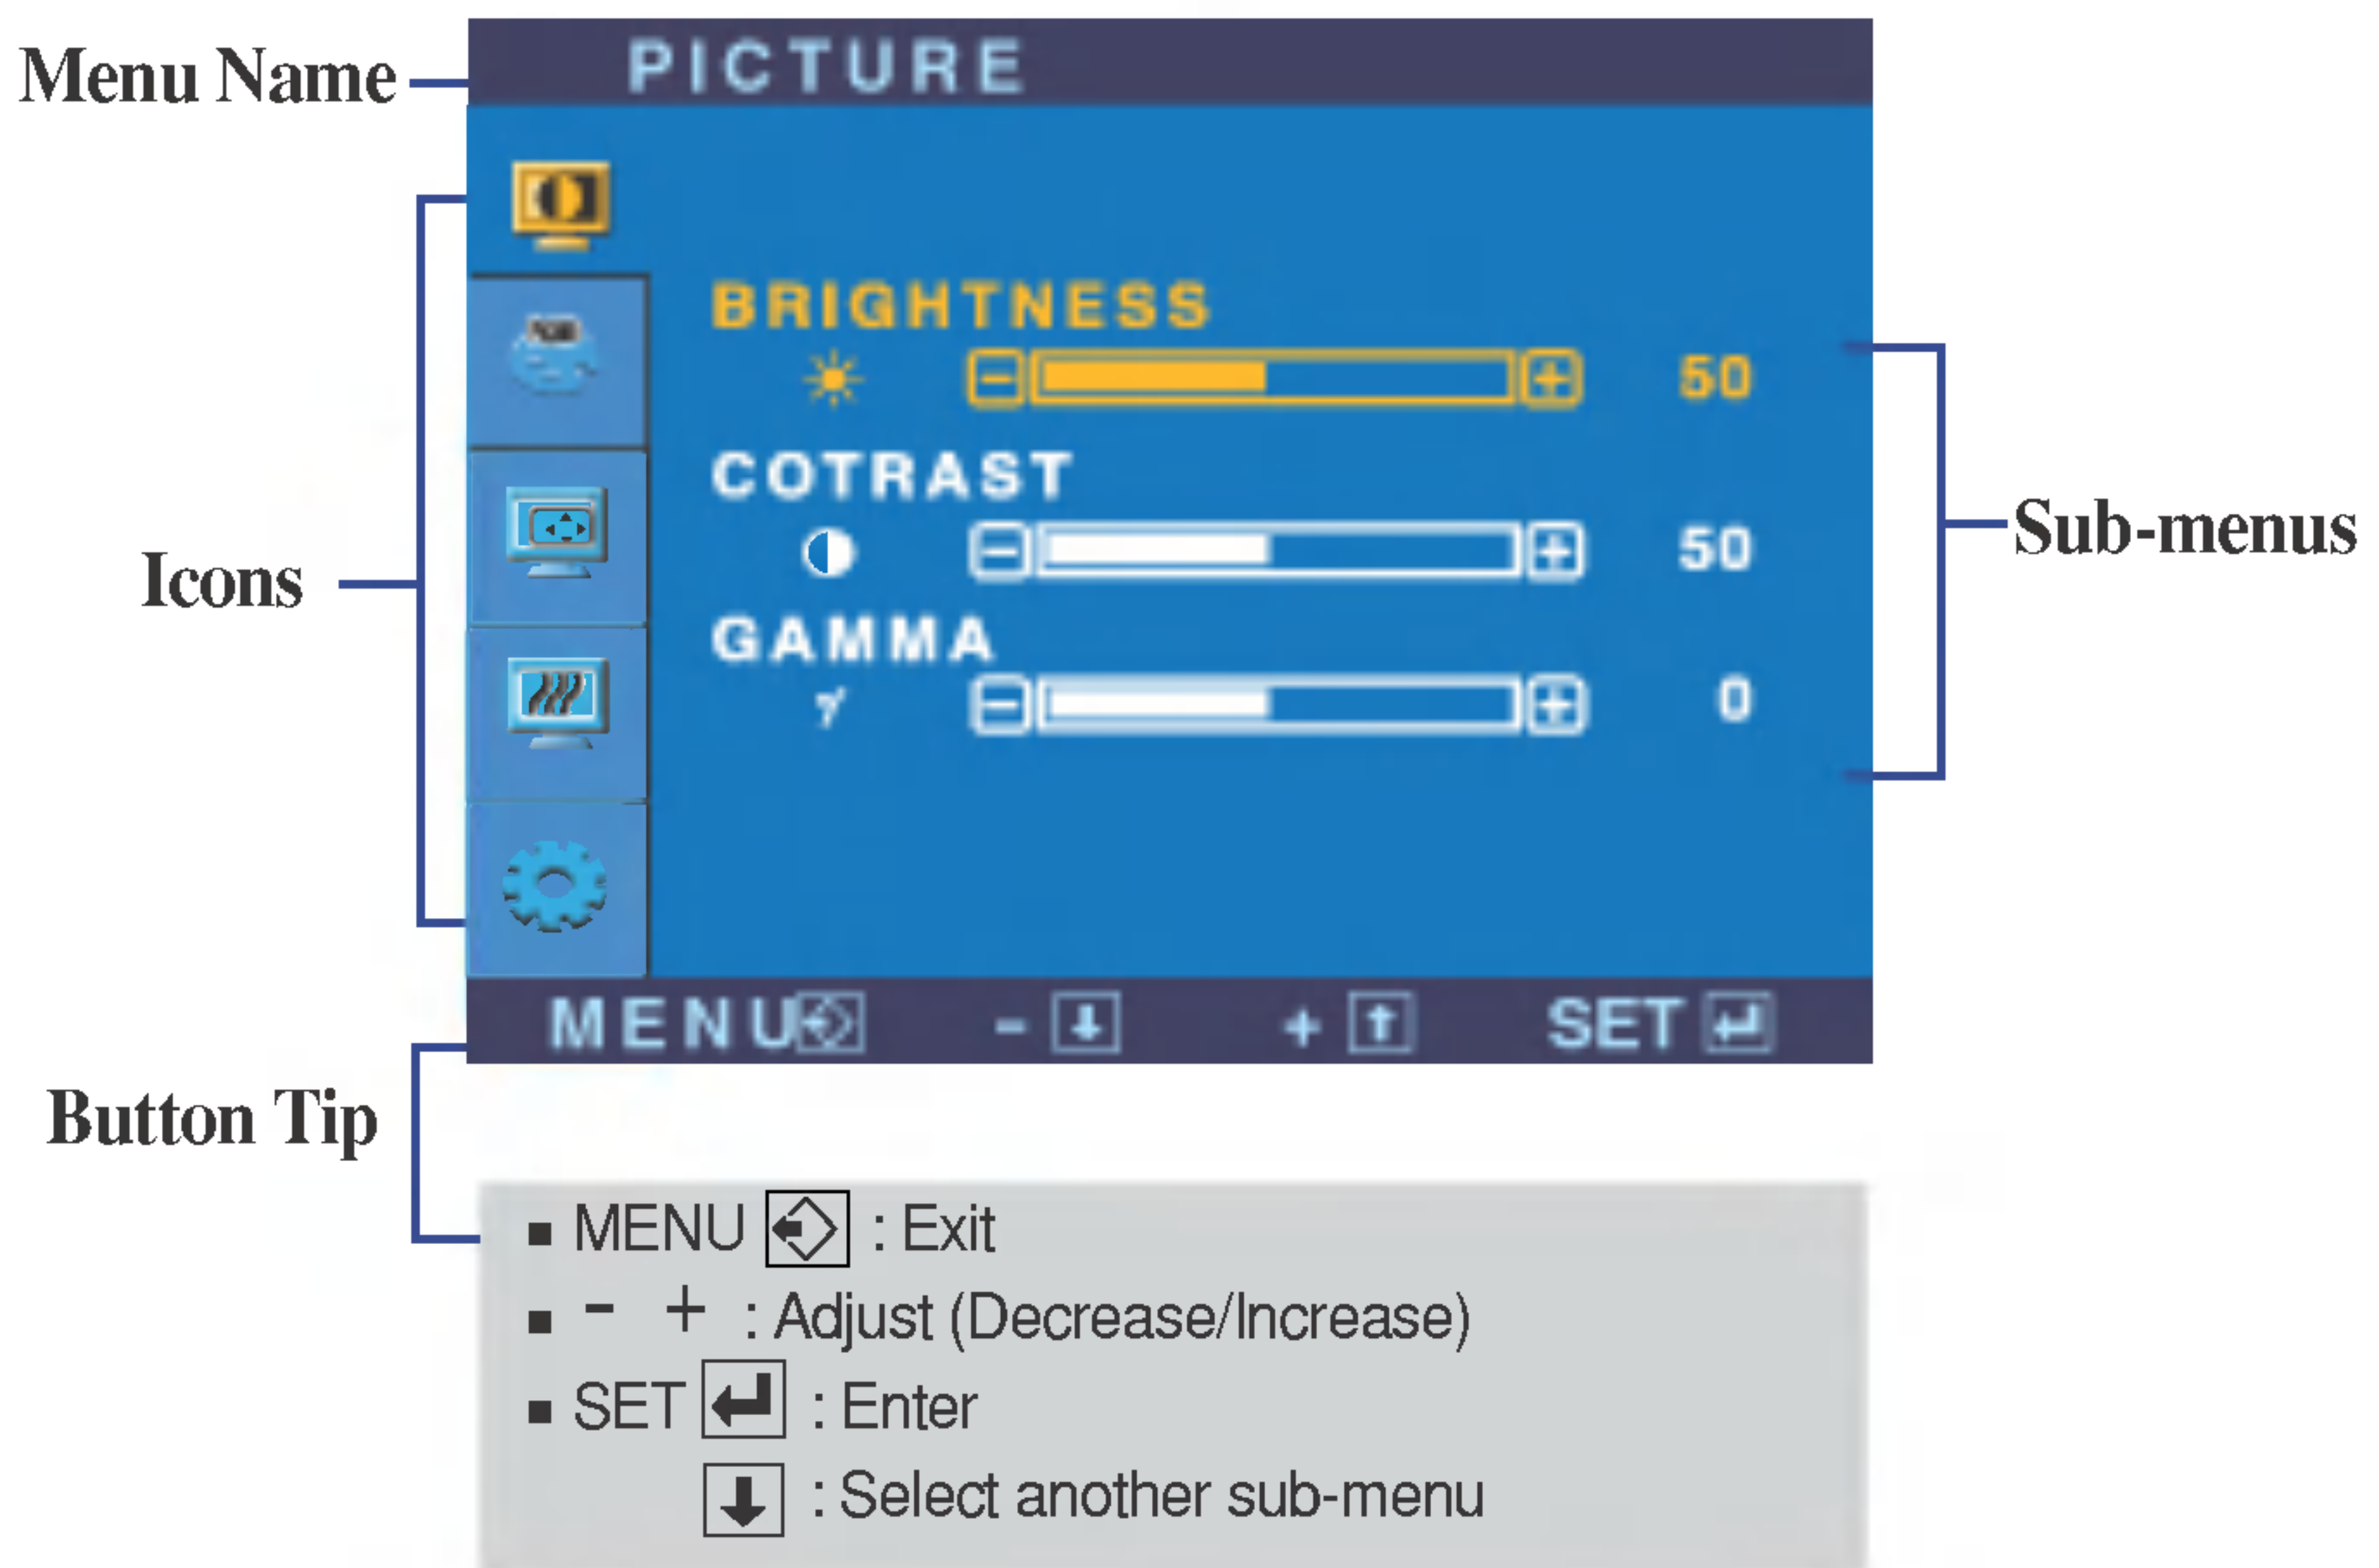 Menu Name
PICTURE
BRIGHTNESS
50
COTRAST
50
GAMMA
γ 0
Icons
Sub-menus
MENU - + SET
Button Tip
■ MENU : Exit
■ - + : Adjust (Decrease/Increase)
■ SET : Enter
: Select another sub-menu